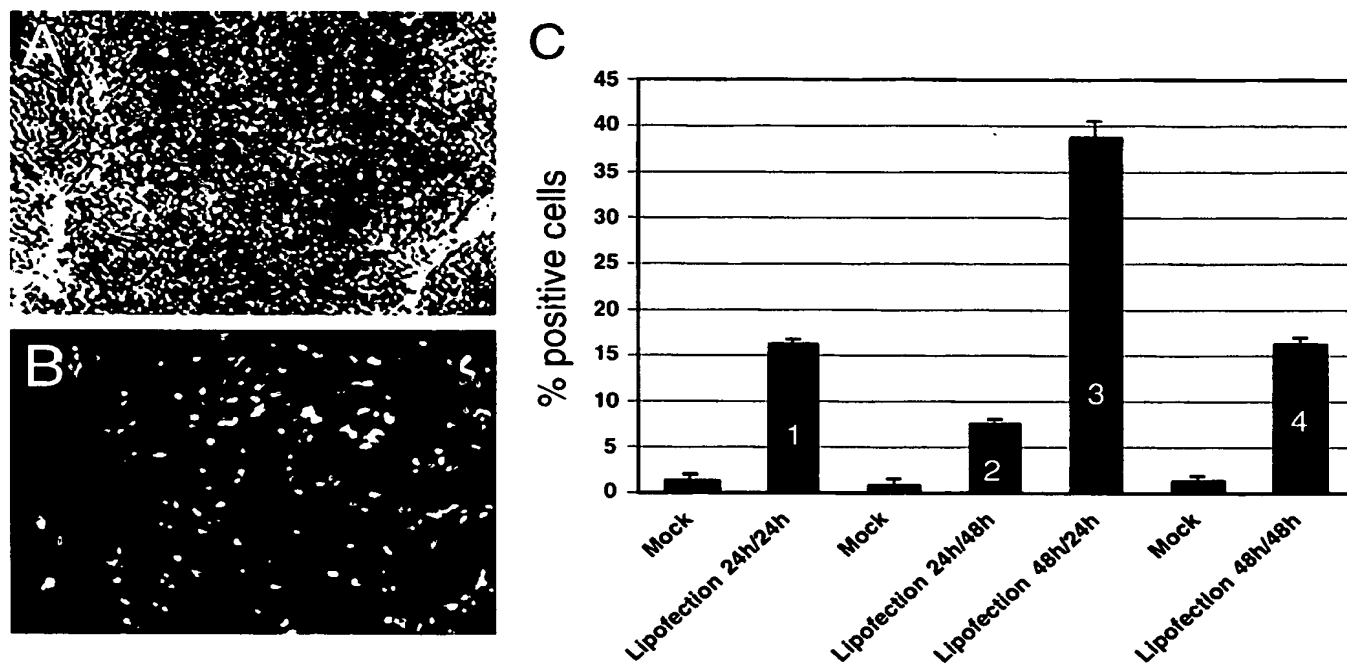 A
B
C
% positive cells
45
40
35
30
25
20
15
10
5
0
1
2
3
4
Mock
Lipofection 24h/24h
Mock
Lipofection 24h/48h
Lipofection 48h/24h
Mock
Lipofection 48h/48h